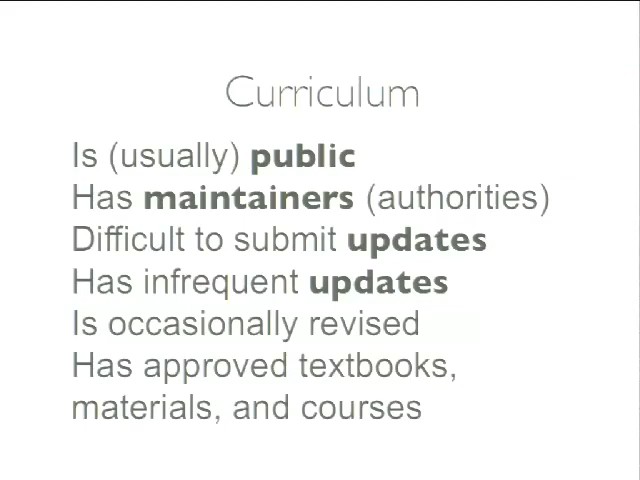 Curriculum
Is (usually) public
Has maintainers (authorities)
Difficult to submit updates
Has infrequent updates
Is occasionally revised
Has approved textbooks,
materials, and courses